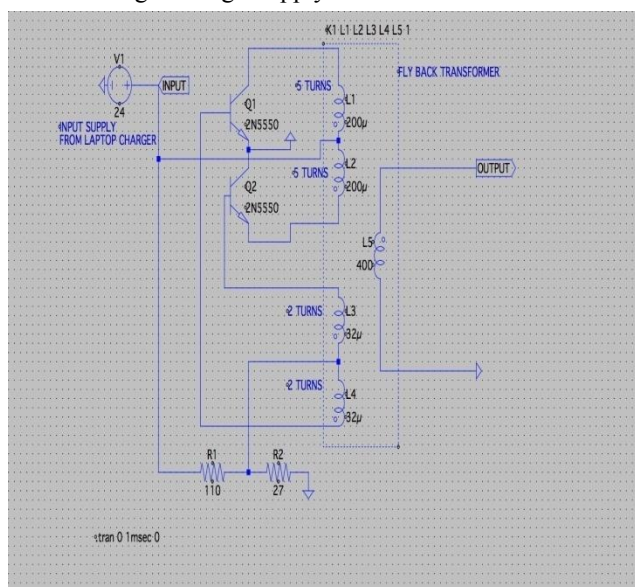 K1 L1 L2 L3 L4 L5 1
V1
INPUT
24
INPUT SUPPLY
FROM LAPTOP CHARGER
Q1
2N5550
Q2
2N5550
5 TURNS
L1
200µ
5 TURNS
L2
200µ
FLY BACK TRANSFORMER
OUTPUT
L5
400
2 TURNS
L3
32µ
2 TURNS
L4
32µ
R1
110
R2
27
.tran 0 1msec 0